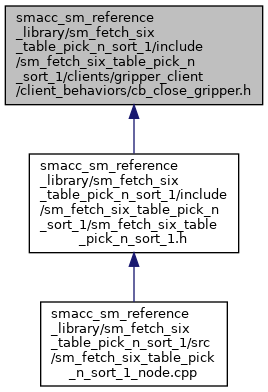 smacc_sm_reference
_library/sm_fetch_six
_table_pick_n_sort_1/include
/sm_fetch_six_table_pick_n
_sort_1/clients/gripper_client
/client_behaviors/cb_close_gripper.h
smacc_sm_reference
_library/sm_fetch_six
_table_pick_n_sort_1/include
/sm_fetch_six_table_pick_n
_sort_1/sm_fetch_six_table
_pick_n_sort_1.h
smacc_sm_reference
_library/sm_fetch_six
_table_pick_n_sort_1/src
/sm_fetch_six_table_pick
_n_sort_1_node.cpp